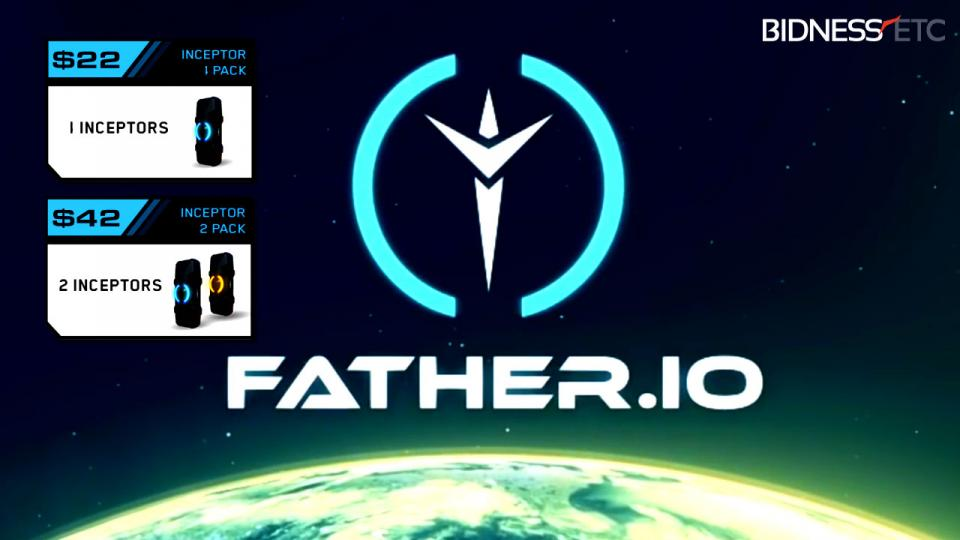 BIDNESS ETC
$22
INCEPTOR
1 PACK
1 INCEPTORS
$42
INCEPTOR
2 PACK
2 INCEPTORS
FATHER.IO